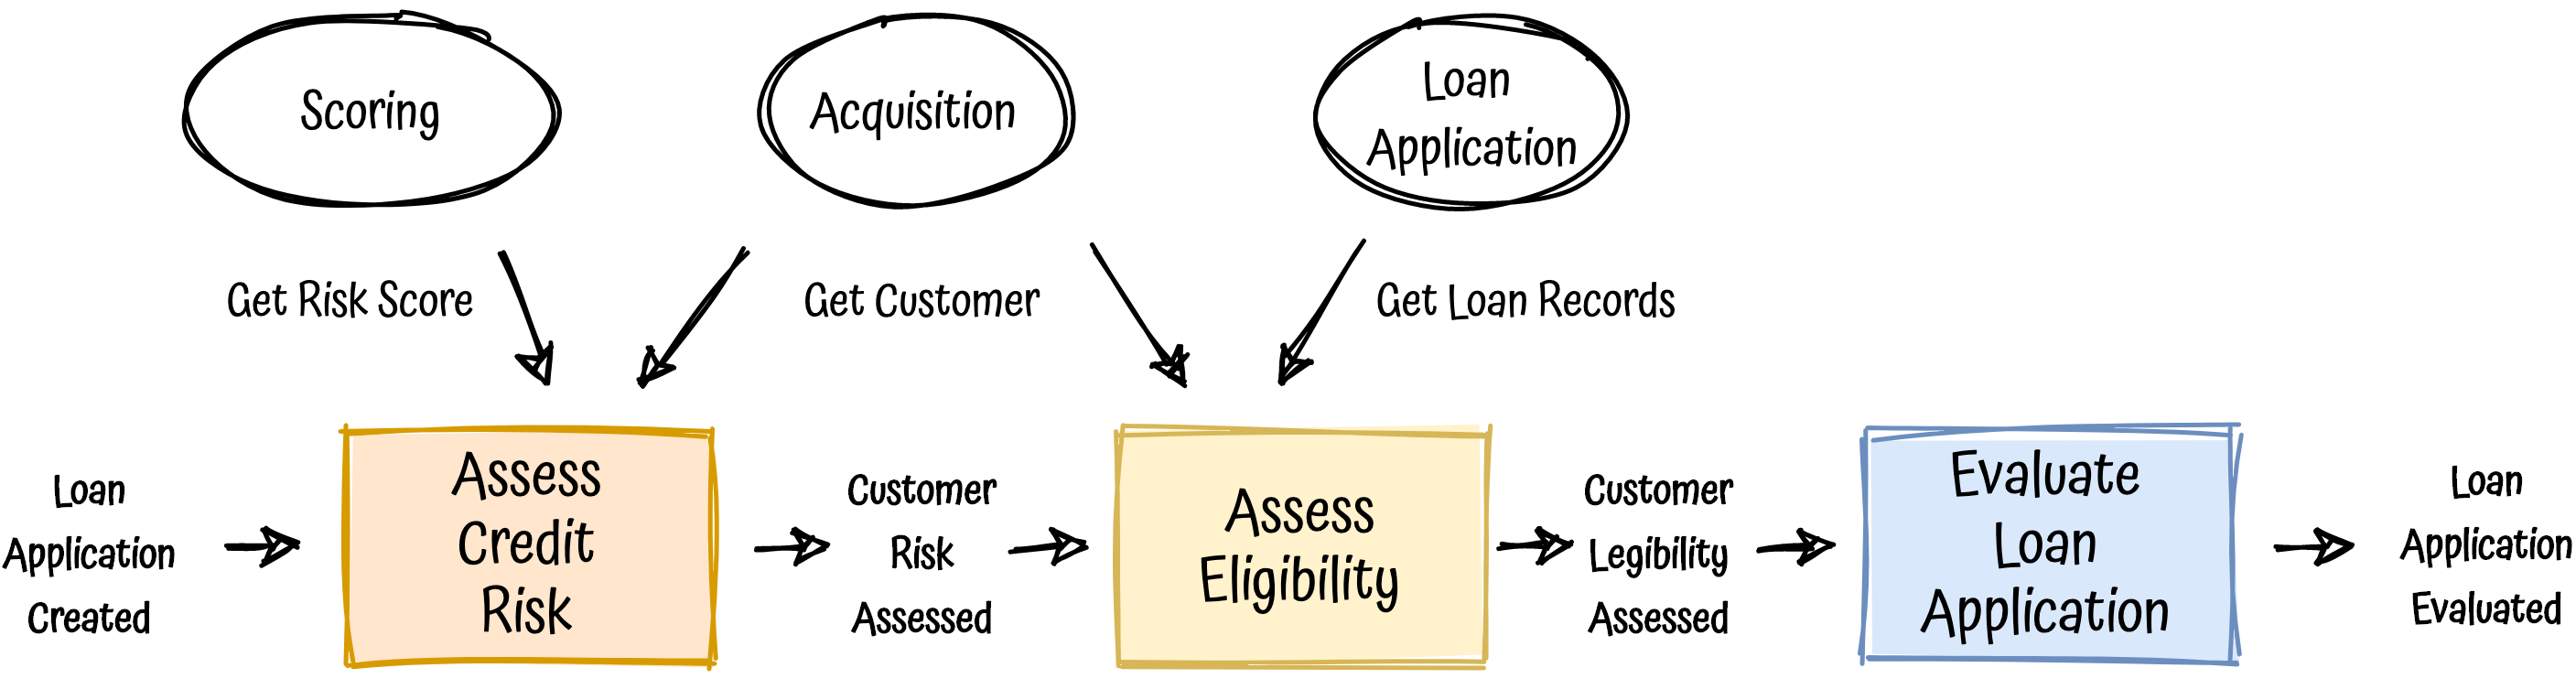 Scoring
Acquisition
Loan
Application
Get Risk Score
Get Customer
Get Loan Records
Loan
Application
Created
Assess
Credit
Risk
Customer
Risk
Assessed
Assess
Eligibility
Customer
Legibility
Assessed
Evaluate
Loan
Application
Loan
Application
Evaluated